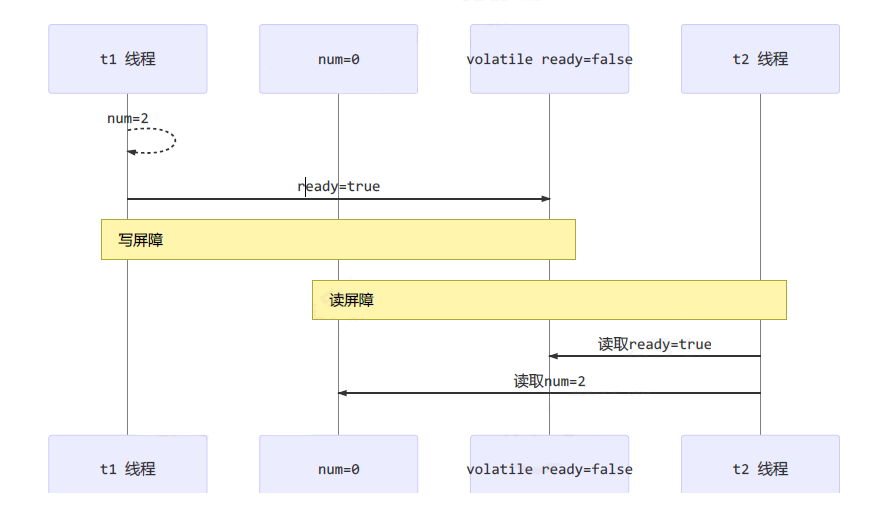 t1 线程
num=0
volatile ready=false
t2 线程
num=2
ready=true
写屏障
读屏障
读取ready=true
读取num=2
t1 线程
num=0
volatile ready=false
t2 线程